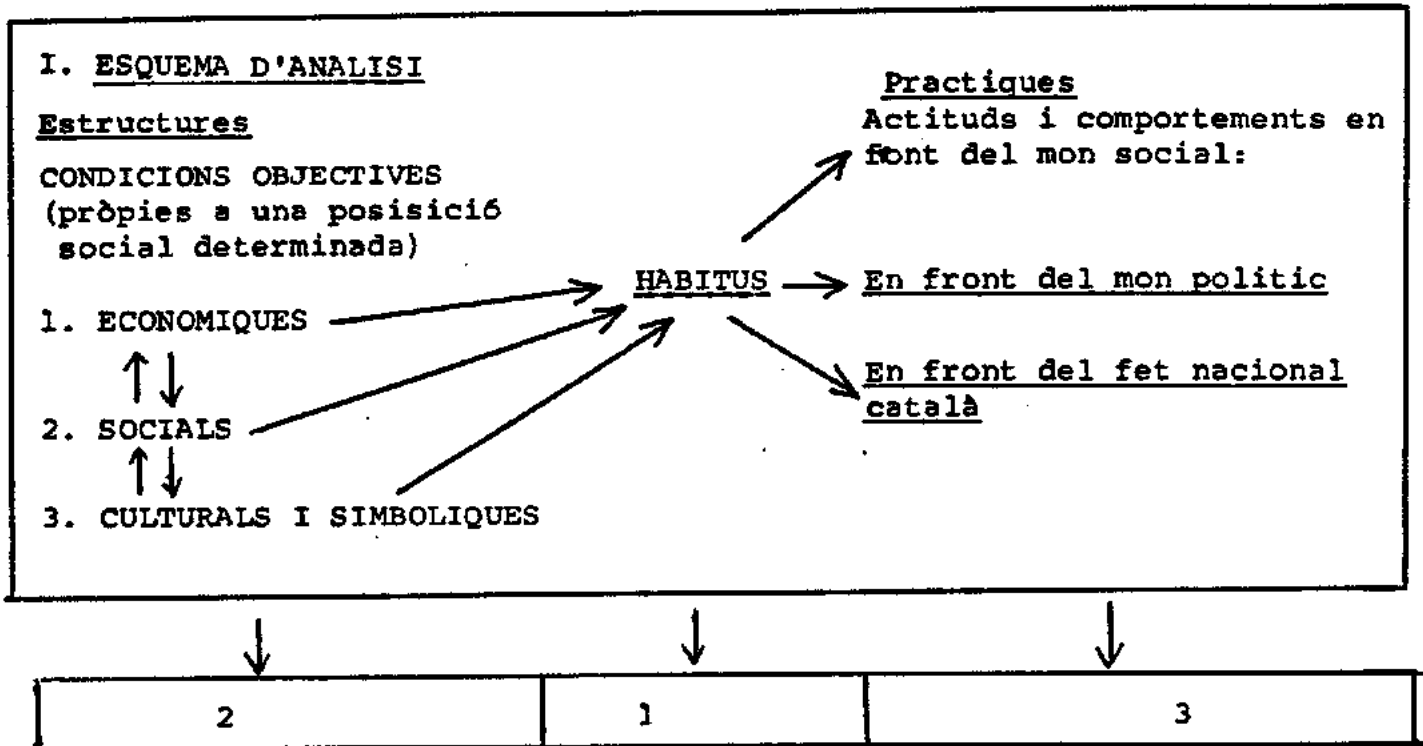 I. ESQUEMA D'ANALISI
Estructures
CONDICIONS OBJECTIVES
(pròpies a una posisició
social determinada)
1. ECONOMIQUES
2. SOCIALS
3. CULTURALS I SIMBOLIQUES
HABITUS
Practiques
Actituds i comportements en
font del mon social:
En front del mon politic
En front del fet nacional
català
2
1
3